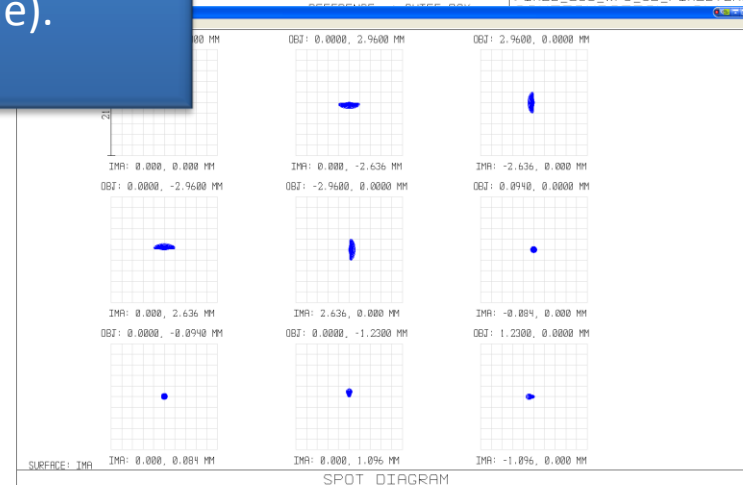 e).
OBJ: 0.0000, 2.9600 MM
OBJ: 2.9600, 0.0000 MM
IMA: 0.000, 0.000 MM
IMA: 0.000, -2.636 MM
IMA: -2.636, 0.000 MM
OBJ: 0.0000, -2.9600 MM
OBJ: -2.9600, 0.0000 MM
OBJ: 0.0940, 0.0000 MM
IMA: 0.000, 2.636 MM
IMA: 2.636, 0.000 MM
IMA: -0.084, 0.000 MM
OBJ: 0.0000, -0.0940 MM
OBJ: 0.0000, -1.2300 MM
OBJ: 1.2300, 0.0000 MM
SURFACE: IMA
IMA: 0.000, 0.084 MM
IMA: 0.000, 1.096 MM
IMA: -1.096, 0.000 MM
SPOT DIAGRAM